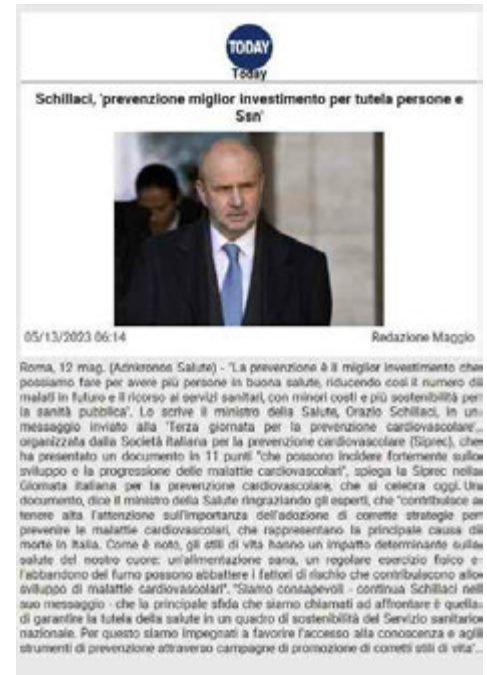 TODAY
Today
Schillaci, 'prevenzione miglior investimento per tutela persone e
Ssn'
05/13/2023 06:14
Redazione Maggio
Roma, 12 mag. (Adnkronos Salute) - "La prevenzione è il miglior investimento che
possiamo fare per avere più persone in buona salute, riducendo così il numero di
malati in futuro e il ricorso ai servizi sanitari, con minori costi e più sostenibilità per
la sanità pubblica". Lo scrive il ministro della Salute, Orazio Schillaci, in un
messaggio inviato alla 'Terza giornata per la prevenzione cardiovascolare'
organizzata dalla Società italiana per la prevenzione cardiovascolare (Siprec), che
ha presentato un documento in 11 punti "che possono incidere fortemente sullo
sviluppo e la progressione delle malattie cardiovascolari", spiega la Siprec nella
Giornata italiana per la prevenzione cardiovascolare, che si celebra oggi. Un
documento, dice il ministro della Salute ringraziando gli esperti, che "contribuisce a
tenere alta l'attenzione sull'importanza dell'adozione di corrette strategie per
prevenire le malattie cardiovascolari, che rappresentano la principale causa di
morte in Italia. Come è noto, gli stili di vita hanno un impatto determinante sulla
salute del nostro cuore: un'alimentazione sana, un regolare esercizio fisico e
l'abbandono del fumo possono abbattere i fattori di rischio che contribuiscono allo
sviluppo di malattie cardiovascolari". "Siamo consapevoli - continua Schillaci nel
suo messaggio - che la principale sfida che siamo chiamati ad affrontare è quella
di garantire la tutela della salute in un quadro di sostenibilità del Servizio sanitario
nazionale. Per questo siamo impegnati a favorire l'accesso alla conoscenza e agli
strumenti di prevenzione attraverso campagne di promozione di corretti stili di vita"...